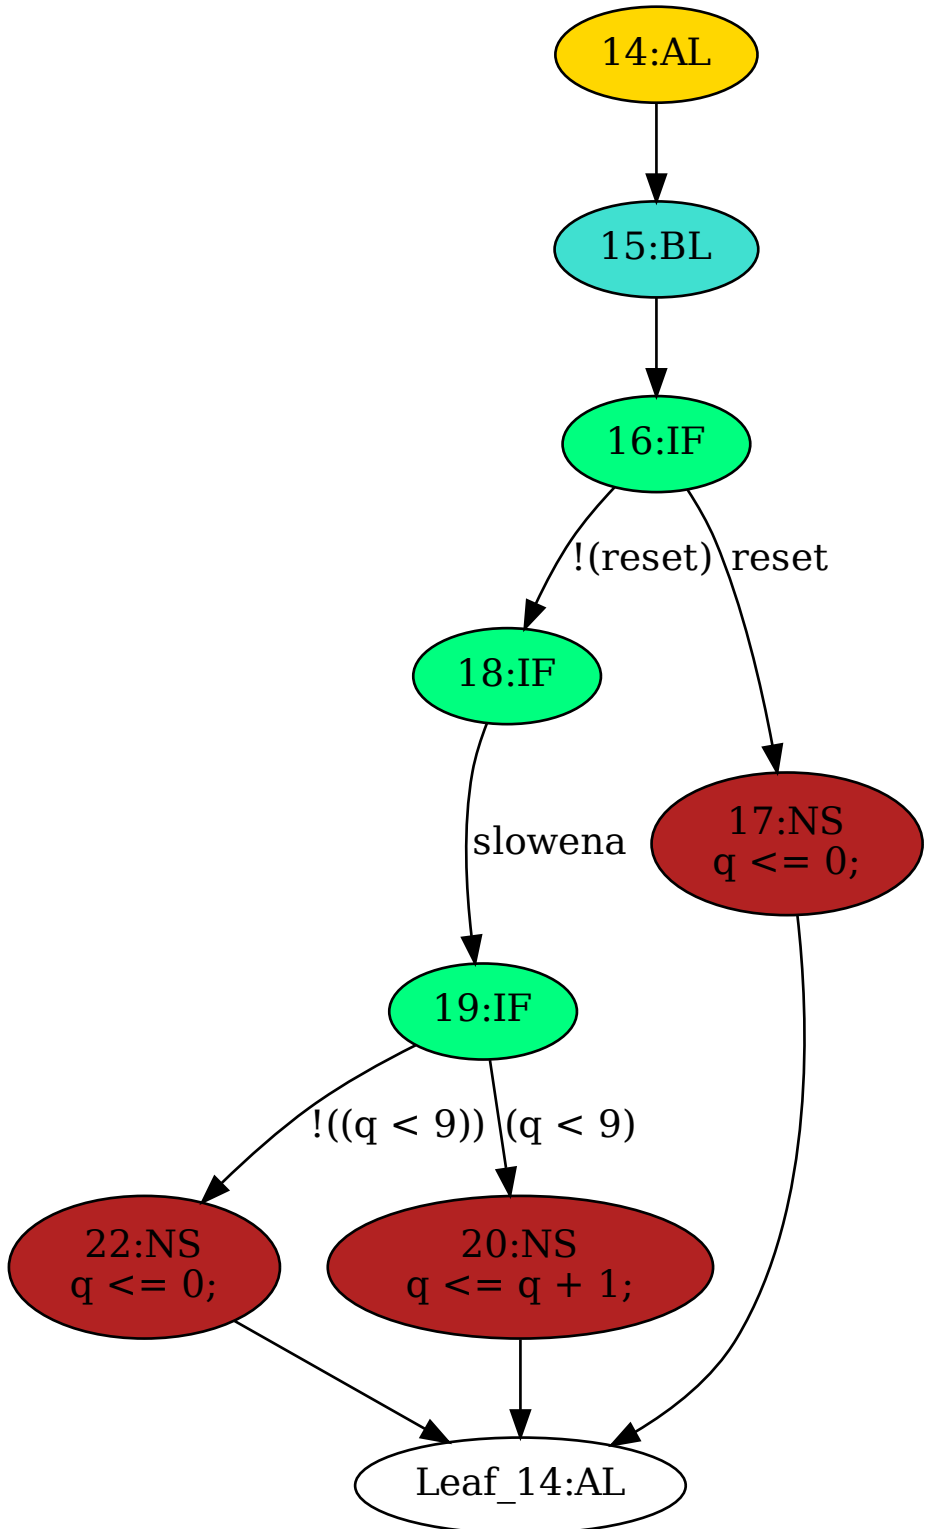 14:AL
15:BL
16:IF
!(reset)
reset
18:IF
17:NS
q <= 0;
slowena
19:IF
!((q < 9))
(q < 9)
22:NS
q <= 0;
20:NS
q <= q + 1;
Leaf_14:AL